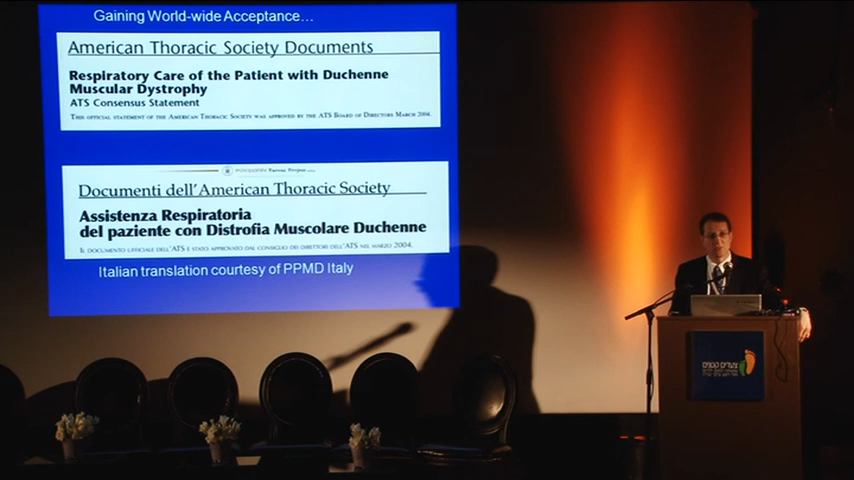 Gaining World-wide Acceptance...
American Thoracic Society Documents
Respiratory Care of the Patient with Duchenne
Muscular Dystrophy
ATS Consensus Statement
THIS OFFICIAL STATEMENT OF THE AMERICAN THORACIC SOCIETY WAS APPROVED BY THE ATS BOARD OF DIRECTORS MARCH 2004.
Documenti dell'American Thoracic Society
Assistenza Respiratoria
del paziente con Distrofia Muscolare Duchenne
IL DOCUMENTO UFFICIALE DELL'ATS È STATO APPROVATO DAL CONSIGLIO DEI DIRETTORI DELL'ATS NEL MARZO 2004.
Italian translation courtesy of PPMD Italy
צעדים קטנים